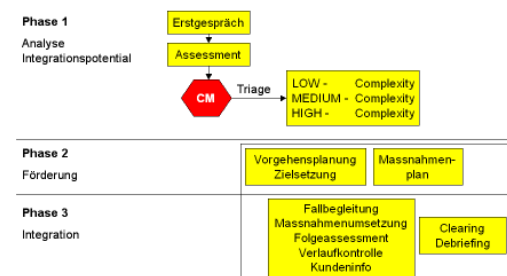 Phase 1
Analyse
Integrationspotential
Erstgespräch
Assessment
CM
Triage
LOW - Complexity
MEDIUM - Complexity
HIGH - Complexity
Phase 2
Förderung
Vorgehensplanung
Zielsetzung
Massnahmen-
plan
Phase 3
Integration
Fallbegleitung
Massnahmenumsetzung
Folgeassessment
Verlaufkontrolle
Kundeninfo
Clearing
Debriefing